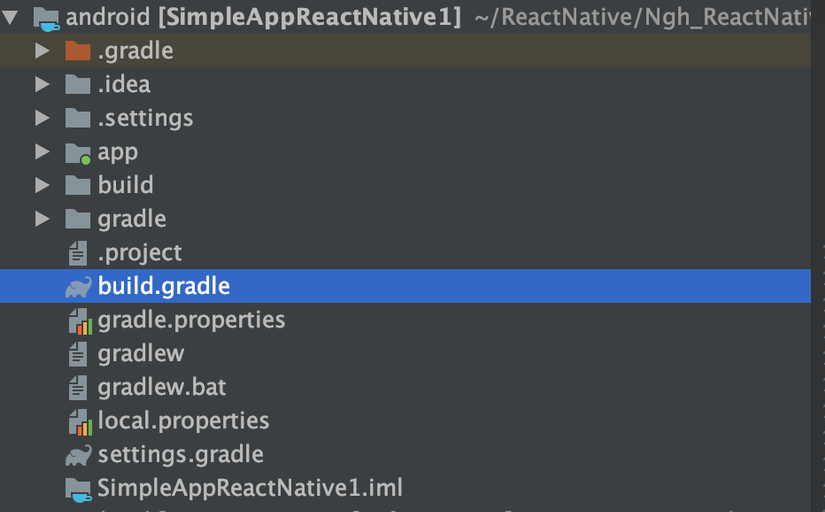 android [SimpleAppReactNative1] ~/ReactNative/Ngh_ReactNati
.gradle
.idea
.settings
app
build
gradle
.project
build.gradle
gradle.properties
gradlew
gradlew.bat
local.properties
settings.gradle
SimpleAppReactNative1.iml